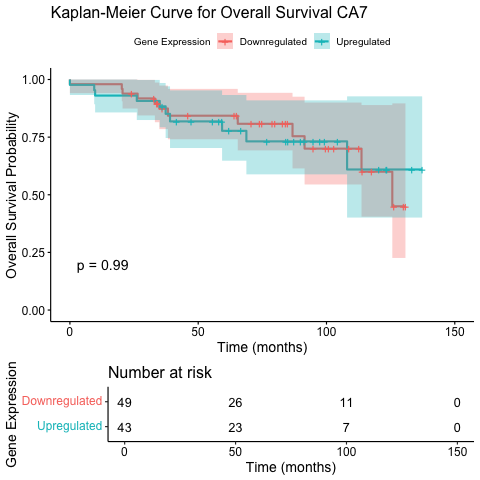 Kaplan-Meier Curve for Overall Survival CA7
Gene Expression Downregulated Upregulated
Overall Survival Probability
1.00
0.75
0.50
0.25
0.00
p = 0.99
0 50 100 150
Time (months)
Number at risk
Gene Expression
Downregulated 49 26 11 0
Upregulated 43 23 7 0
0 50 100 150
Time (months)